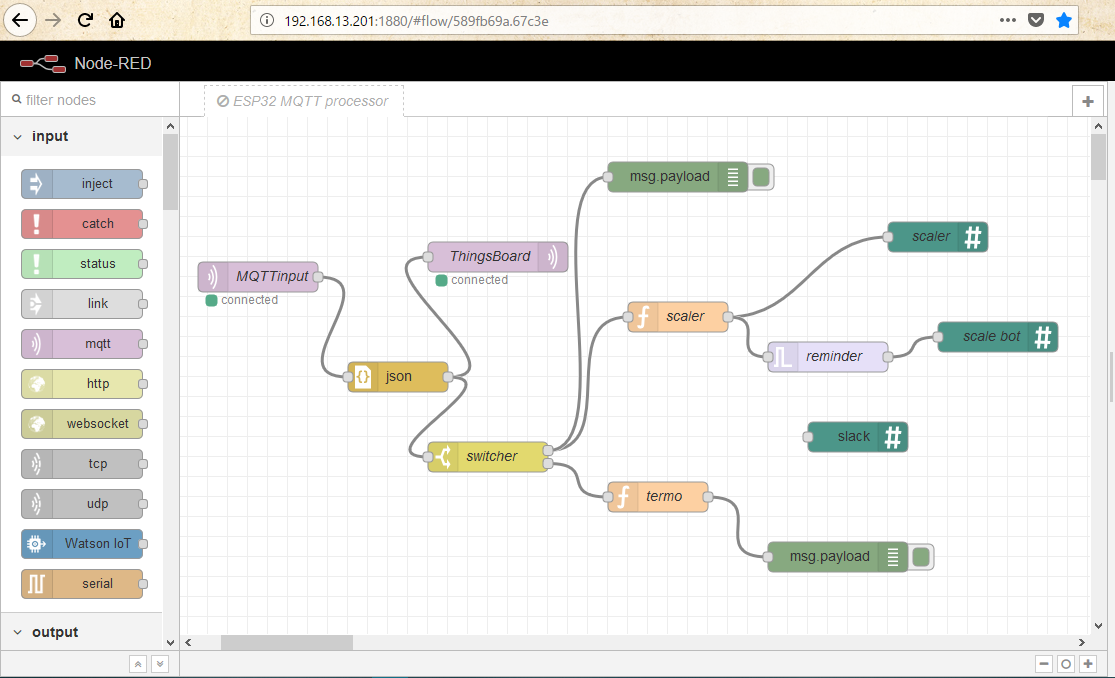 192.168.13.201:1880/#flow/589fb69a.67c3e
Node-RED
filter nodes
ESP32 MQTT processor
input
inject
catch
status
link
mqtt
http
websocket
tcp
udp
Watson IoT
serial
output
MQTTinput
connected
json
ThingsBoard
connected
switcher
msg.payload
scaler
termo
scaler
reminder
scale bot
slack
msg.payload